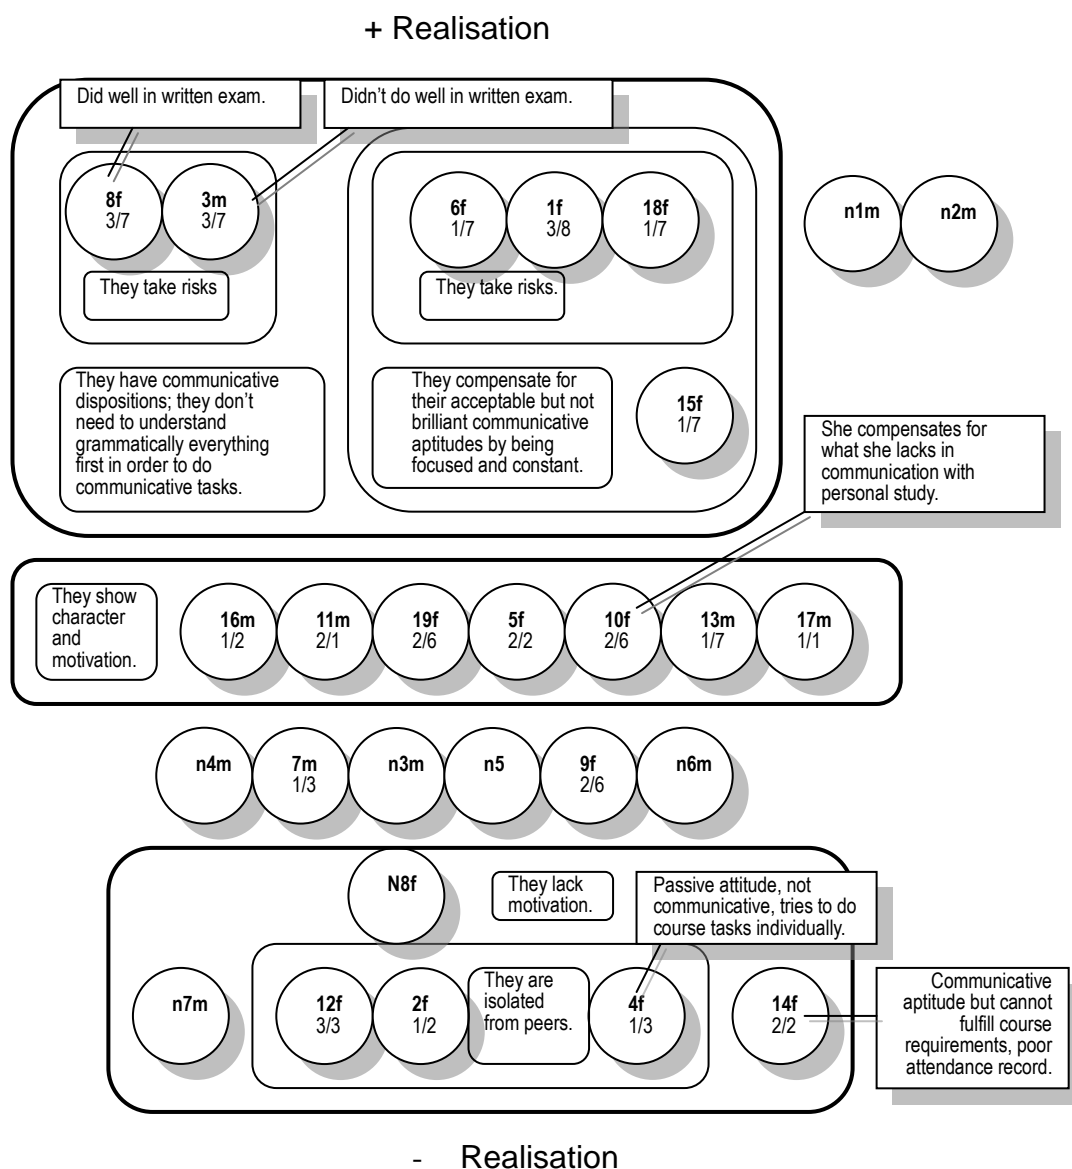 + Realisation
Did well in written exam.
Didn't do well in written exam.
8f
3/7
3m
3/7
6f
1/7
1f
3/8
18f
1/7
n1m
n2m
They take risks
They take risks.
They have communicative
dispositions; they don't
need to understand
grammatically everything
first in order to do
communicative tasks.
They compensate for
their acceptable but not
brilliant communicative
aptitudes by being
focused and constant.
15f
1/7
She compensates for
what she lacks in
communication with
personal study.
They show
character
and
motivation.
16m
1/2
11m
2/1
19f
2/6
5f
2/2
10f
2/6
13m
1/7
17m
1/1
n4m
7m
1/3
n3m
n5
9f
2/6
n6m
N8f
They lack
motivation.
Passive attitude, not
communicative, tries to do
course tasks individually.
n7m
12f
3/3
2f
1/2
They are
isolated
from peers.
4f
1/3
14f
2/2
Communicative
aptitude but cannot
fulfill course
requirements, poor
attendance record.
- Realisation